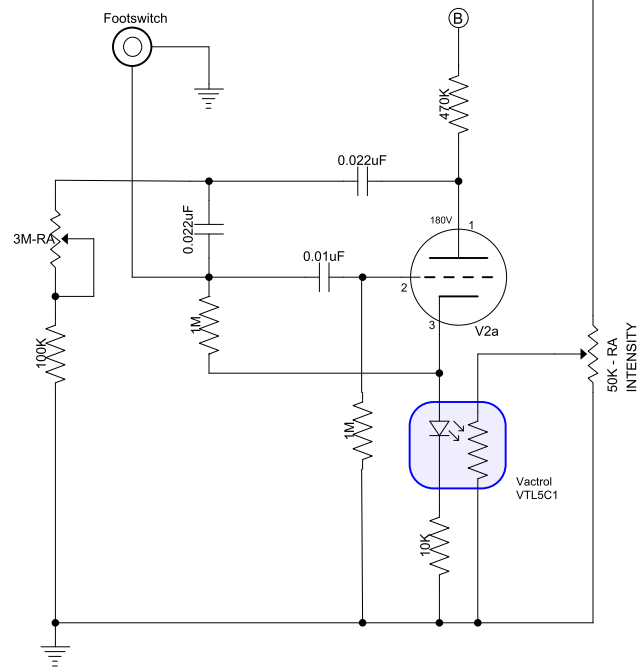 Footswitch
B
470K
0.022uF
180V
1
3M-RA
0.022uF
0.01uF
2
3
V2a
1M
100K
50K - RA
INTENSITY
1M
Vactrol
VTL5C1
10K